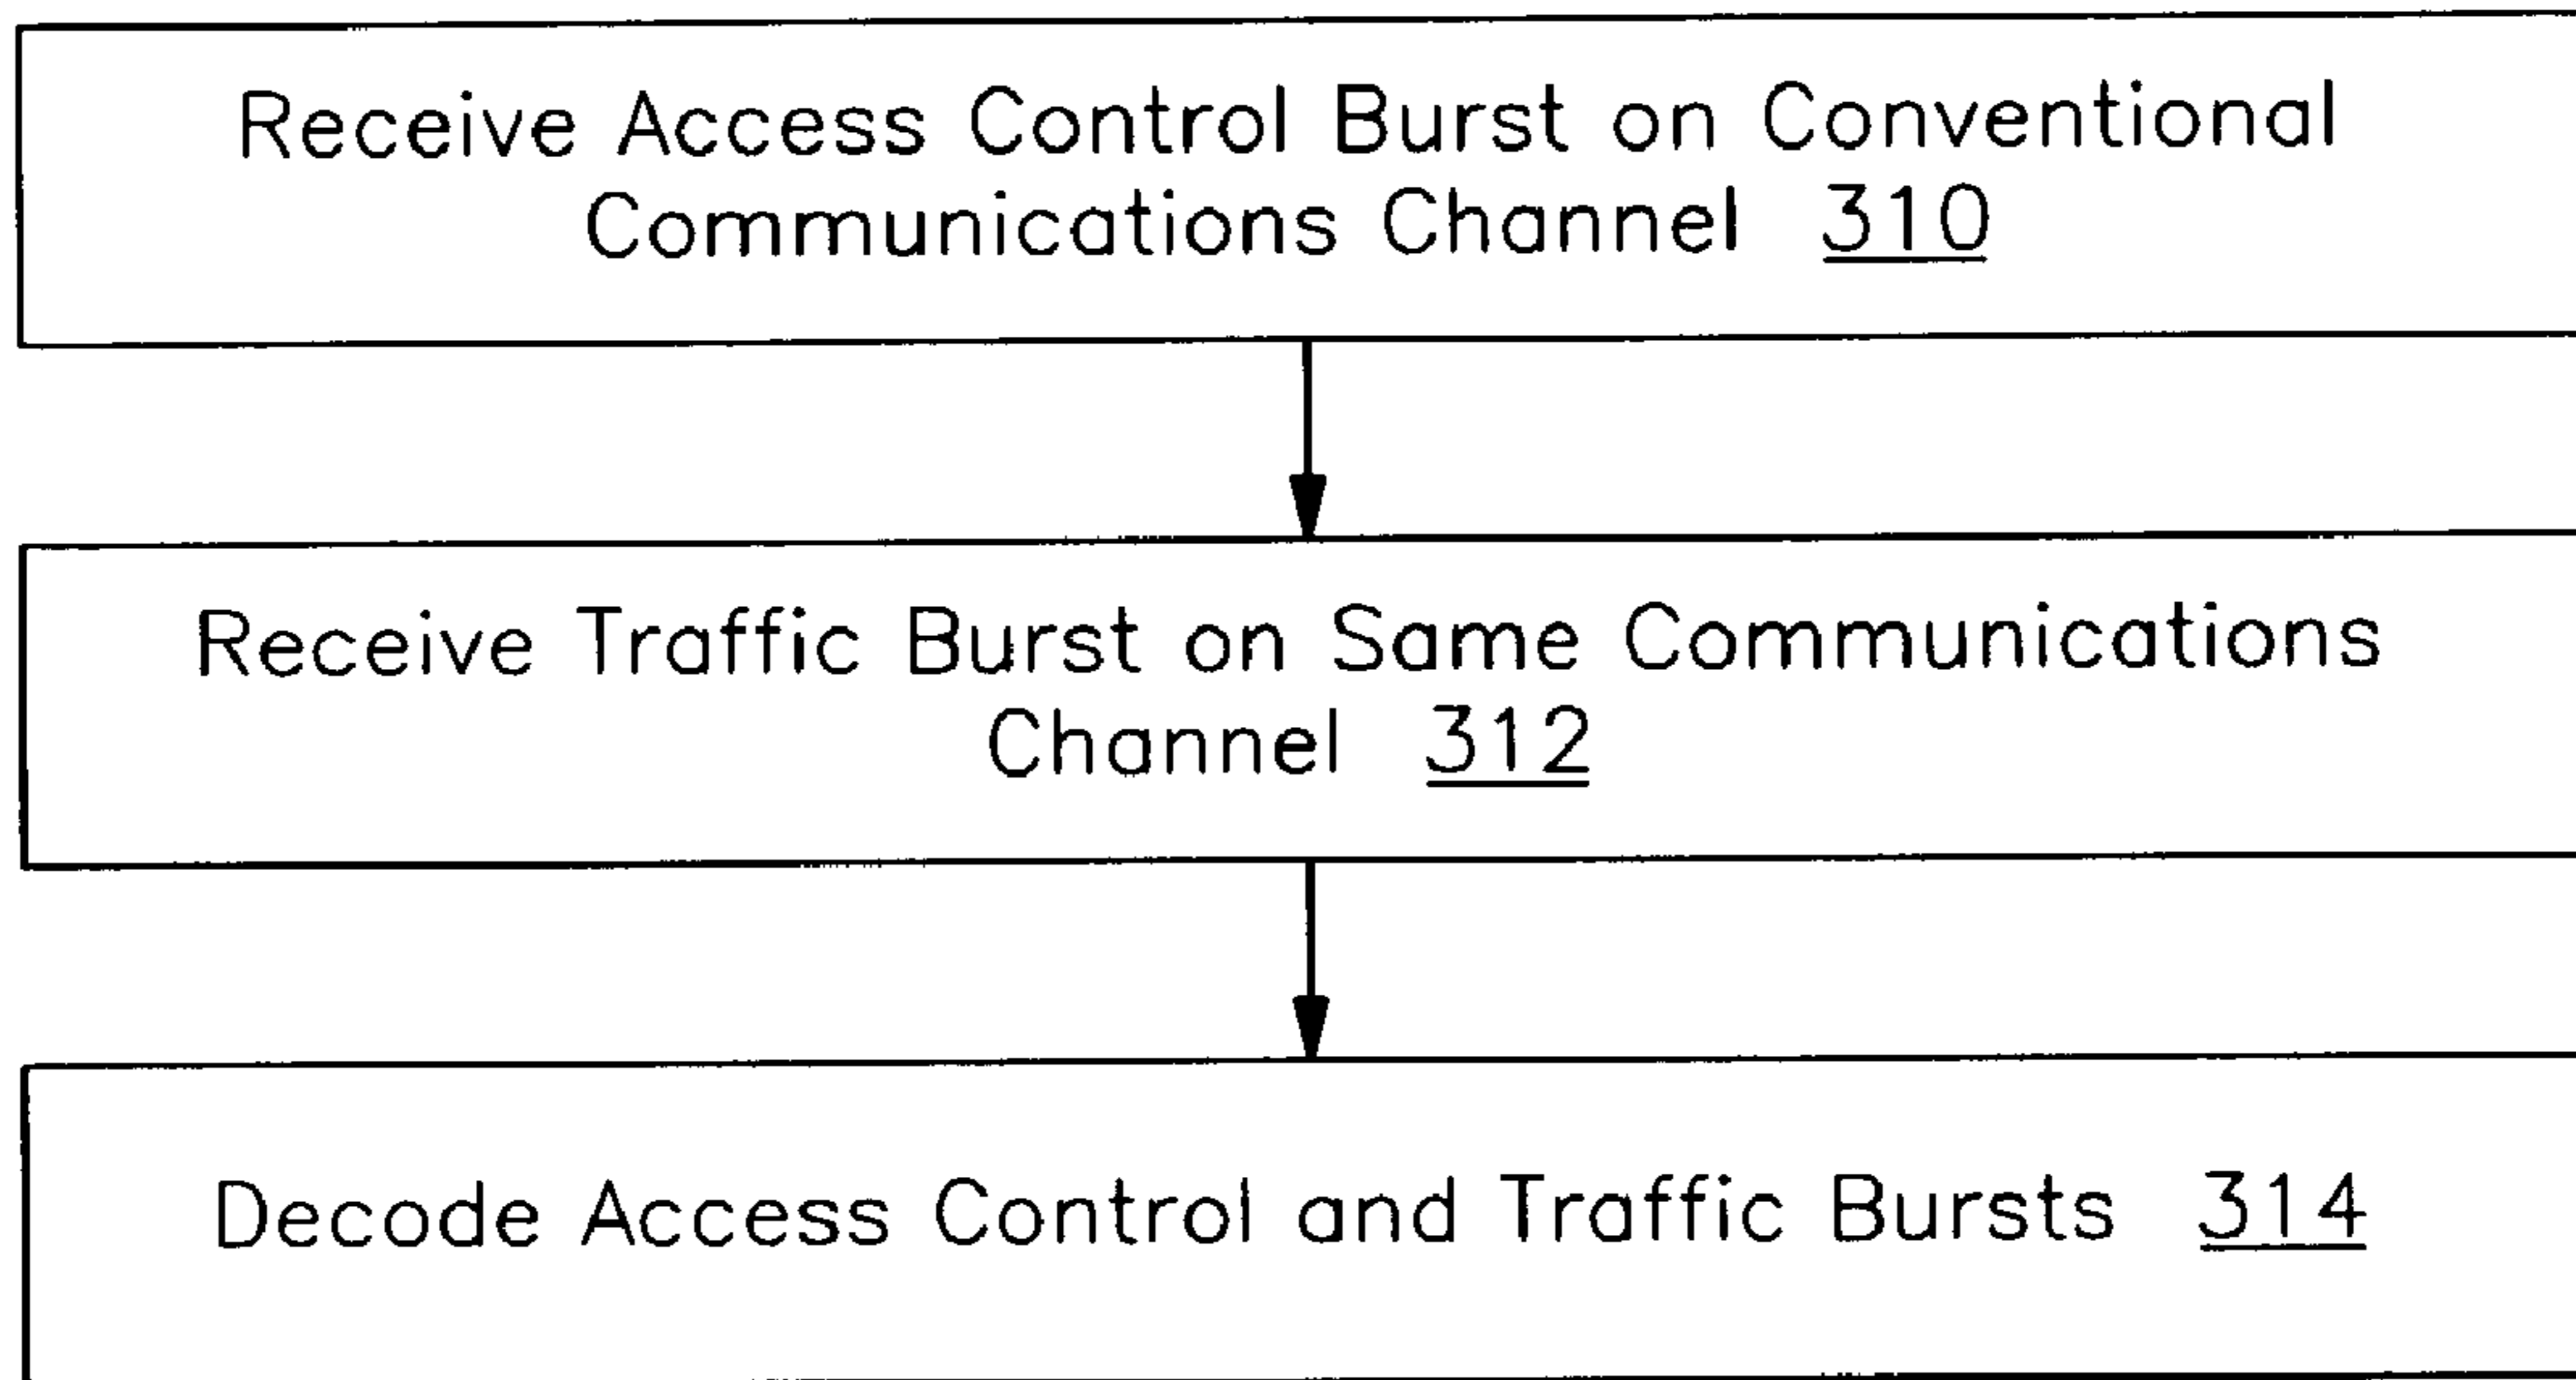 Receive Access Control Burst on Conventional
Communications Channel 310
Receive Traffic Burst on Same Communications
Channel 312
Decode Access Control and Traffic Bursts 314